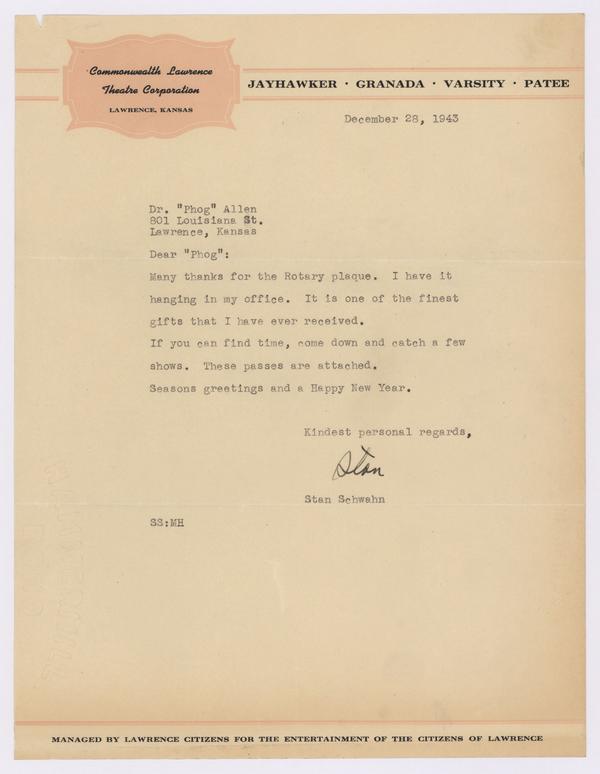 Commonwealth Lawrence
Theatre Corporation
LAWRENCE, KANSAS
JAYHAWKER · GRANADA · VARSITY · PATEE
December 28, 1943
Dr. "Phog" Allen
801 Louisiana St.
Lawrence, Kansas
Dear "Phog":
Many thanks for the Rotary plaque. I have it
hanging in my office. It is one of the finest
gifts that I have ever received.
If you can find time, come down and catch a few
shows. These passes are attached.
Seasons greetings and a Happy New Year.
Kindest personal regards,
Stan
Stan Schwahn
SS:MH
MANAGED BY LAWRENCE CITIZENS FOR THE ENTERTAINMENT OF THE CITIZENS OF LAWRENCE